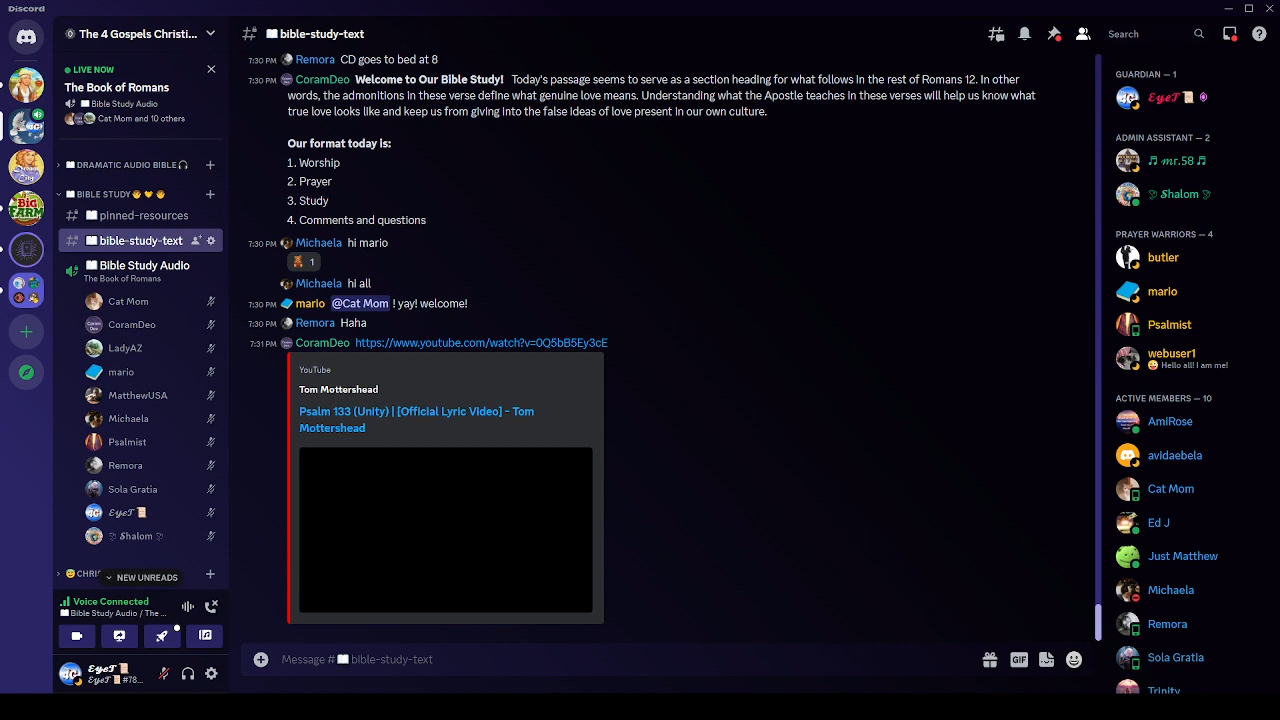 Discord
The 4 Gospels Christi...
LIVE NOW
The Book of Romans
Bible Study Audio
Cat Mom and 10 others
DRAMATIC AUDIO BIBLE
BIBLE STUDY
pinned-resources
bible-study-text
Bible Study Audio
The Book of Romans
Cat Mom
CoramDeo
LadyAZ
mario
MatthewUSA
Michaela
Psalmist
Remora
Sola Gratia
EyeT
Shalom
CHRI
NEW UNREADS
Voice Connected
Bible Study Audio / The ...
EyeT
EyeT #78...
bible-study-text
Search
7:30 PM Remora CD goes to bed at 8
7:30 PM CoramDeo Welcome to Our Bible Study! Today's passage seems to serve as a section heading for what follows in the rest of Romans 12. In other
words, the admonitions in these verse define what genuine love means. Understanding what the Apostle teaches in these verses will help us know what
true love looks like and keep us from giving into the false ideas of love present in our own culture.
Our format today is:
1. Worship
2. Prayer
3. Study
4. Comments and questions
7:30 PM Michaela hi mario
1
Michaela hi all
7:30 PM mario @Cat Mom ! yay! welcome!
7:30 PM Remora Haha
7:31 PM CoramDeo https://www.youtube.com/watch?v=0Q5bB5Ey3cE
YouTube
Tom Mottershead
Psalm 133 (Unity) | [Official Lyric Video] - Tom
Mottershead
Message # bible-study-text
GIF
GUARDIAN — 1
EyeT
ADMIN ASSISTANT — 2
mr.58
Shalom
PRAYER WARRIORS — 4
butler
mario
Psalmist
webuser1
Hello all! I am me!
ACTIVE MEMBERS — 10
AmiRose
avidaebela
Cat Mom
Ed J
Just Matthew
Michaela
Remora
Sola Gratia
Trinity